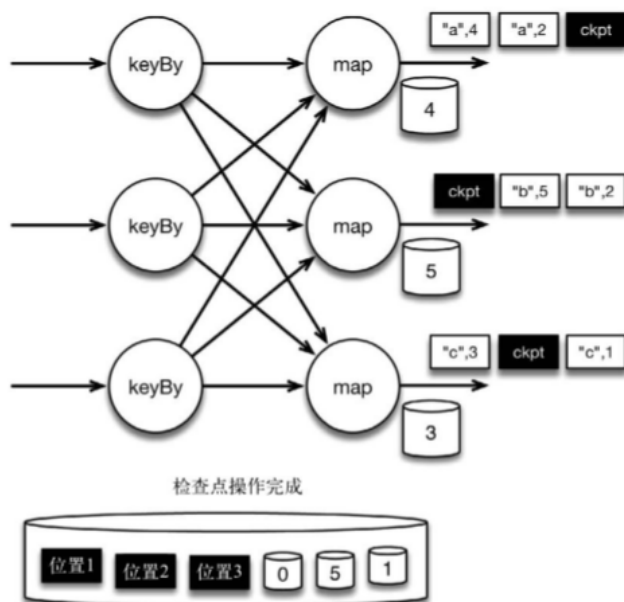 "a",4 "a",2 ckpt
keyBy map
4
ckpt "b",5 "b",2
keyBy map
5
"c",3 ckpt "c",1
keyBy map
3
检查点操作完成
位置1 位置2 位置3 0 5 1